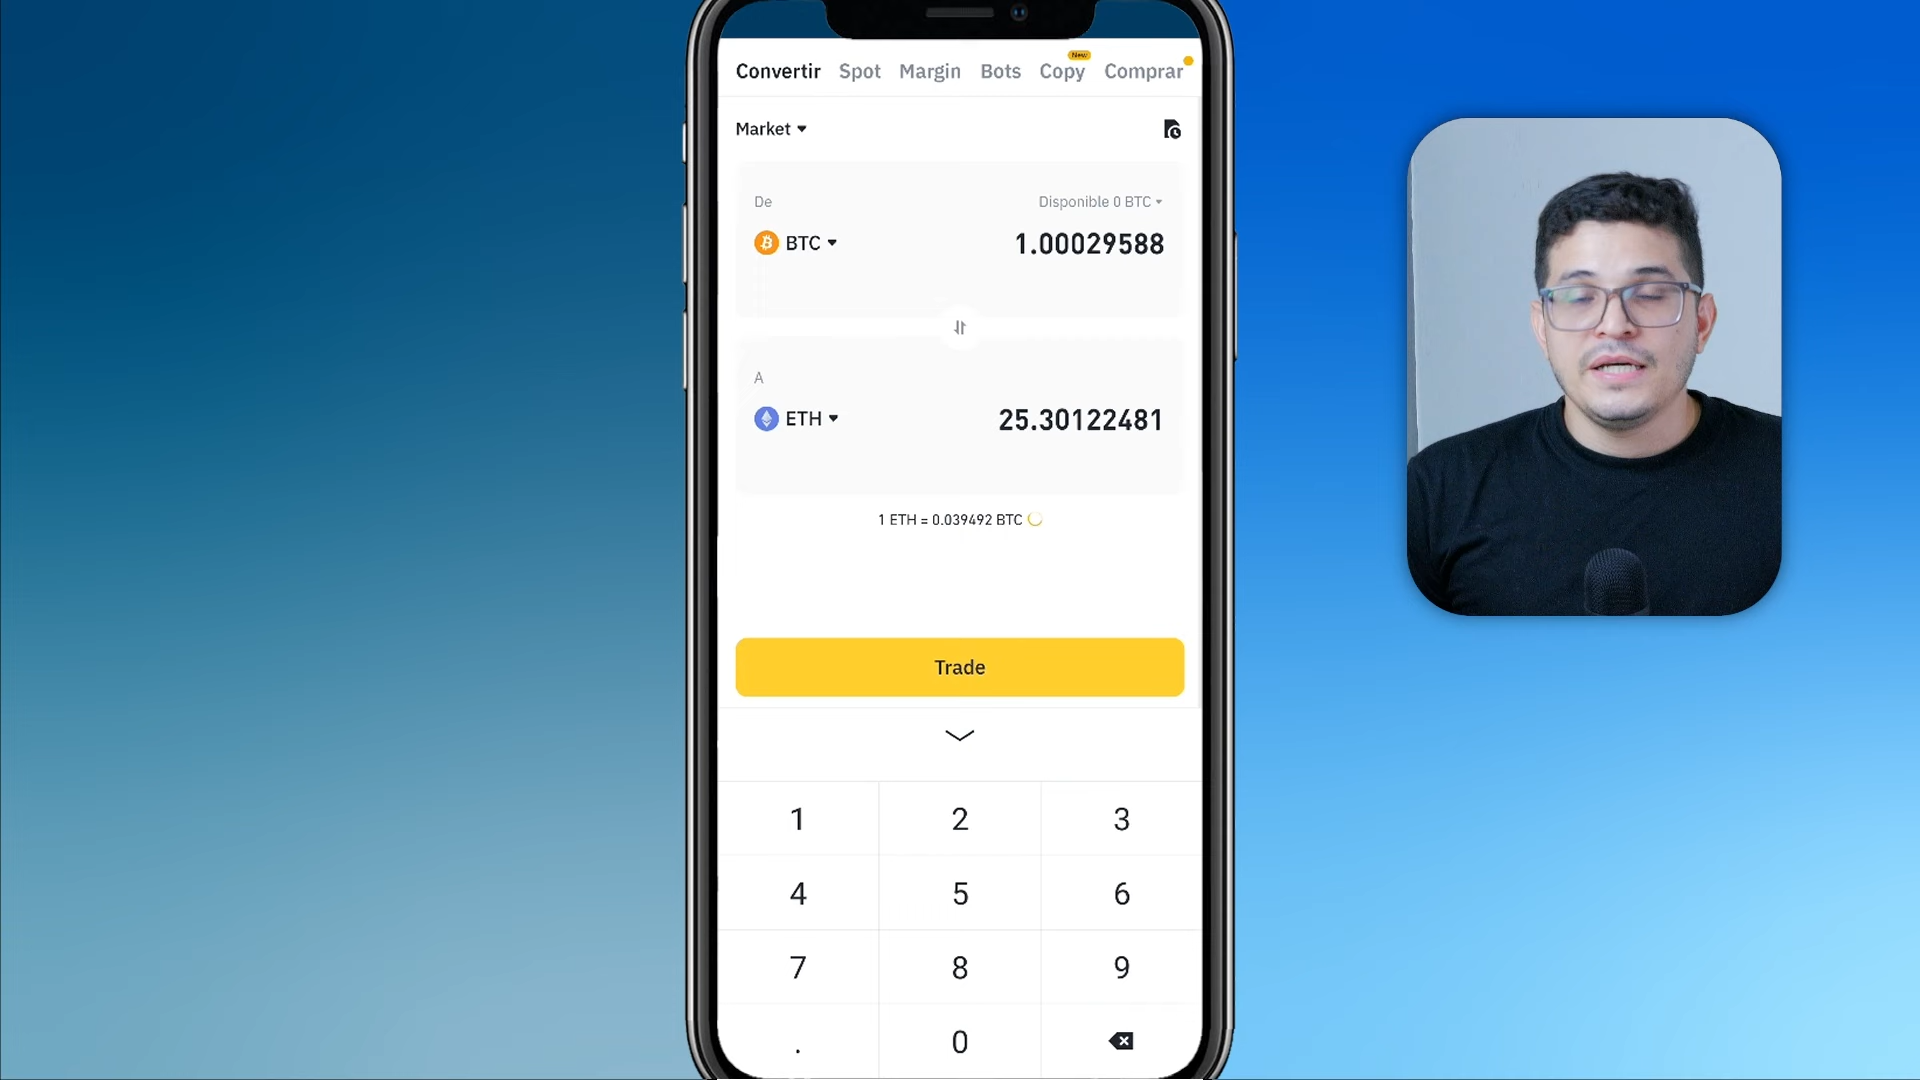 Convertir Spot Margin Bots Copy New Comprar
Market
De Disponible 0 BTC
BTC 1.00029588
A
ETH 25.30122481
1 ETH = 0.039492 BTC
Trade
1 2 3
4 5 6
7 8 9
. 0